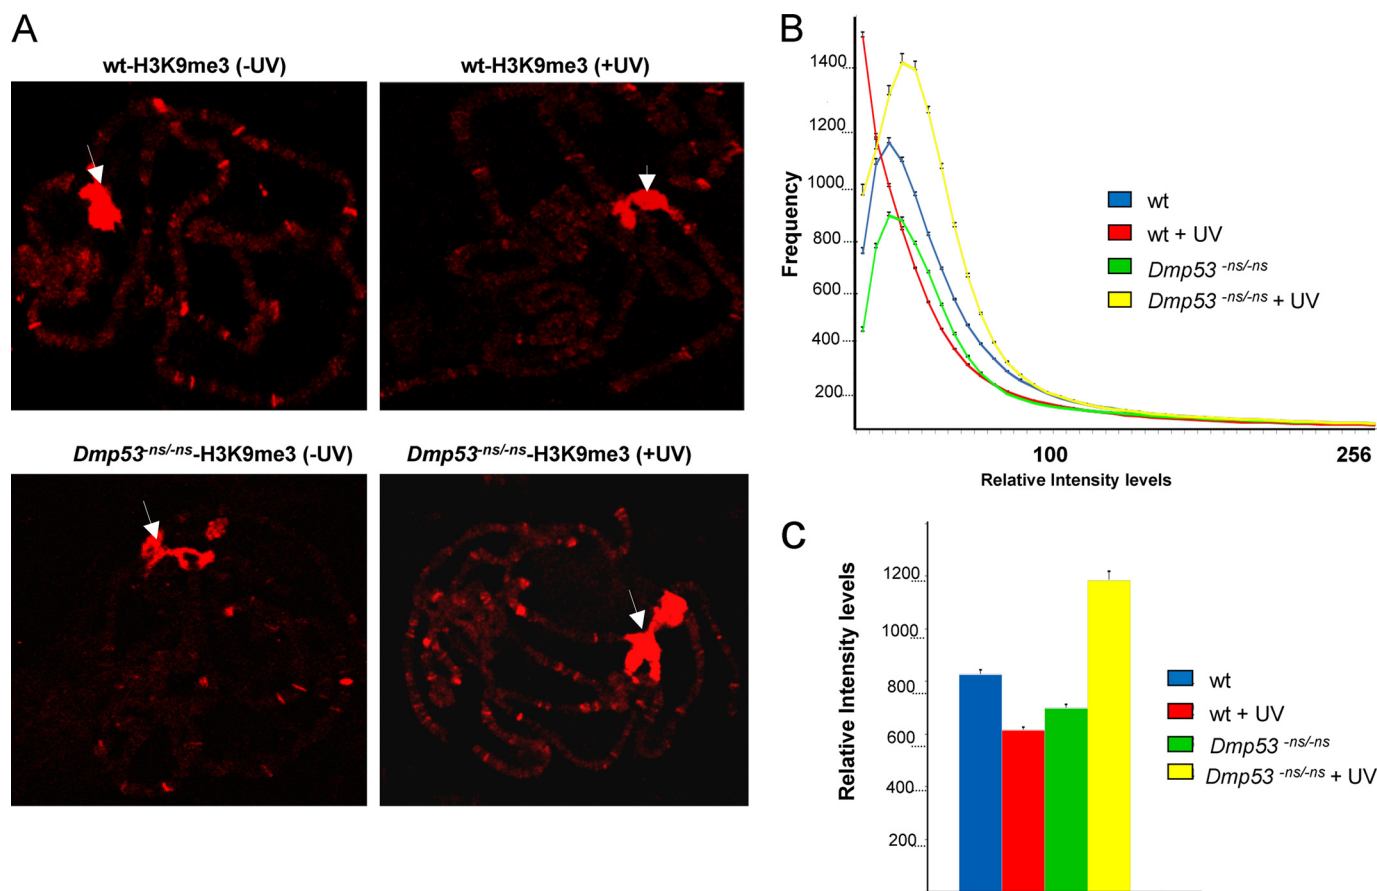 A
wt-H3K9me3 (-UV)
wt-H3K9me3 (+UV)
Dmp53-ns/-ns-H3K9me3 (-UV)
Dmp53-ns/-ns-H3K9me3 (+UV)
B
Frequency
1400
1200
1000
800
600
400
200
100
256
Relative Intensity levels
wt
wt + UV
Dmp53 -ns/-ns
Dmp53 -ns/-ns + UV
C
Relative Intensity levels
1200
1000
800
600
400
200
wt
wt + UV
Dmp53 -ns/-ns
Dmp53 -ns/-ns + UV